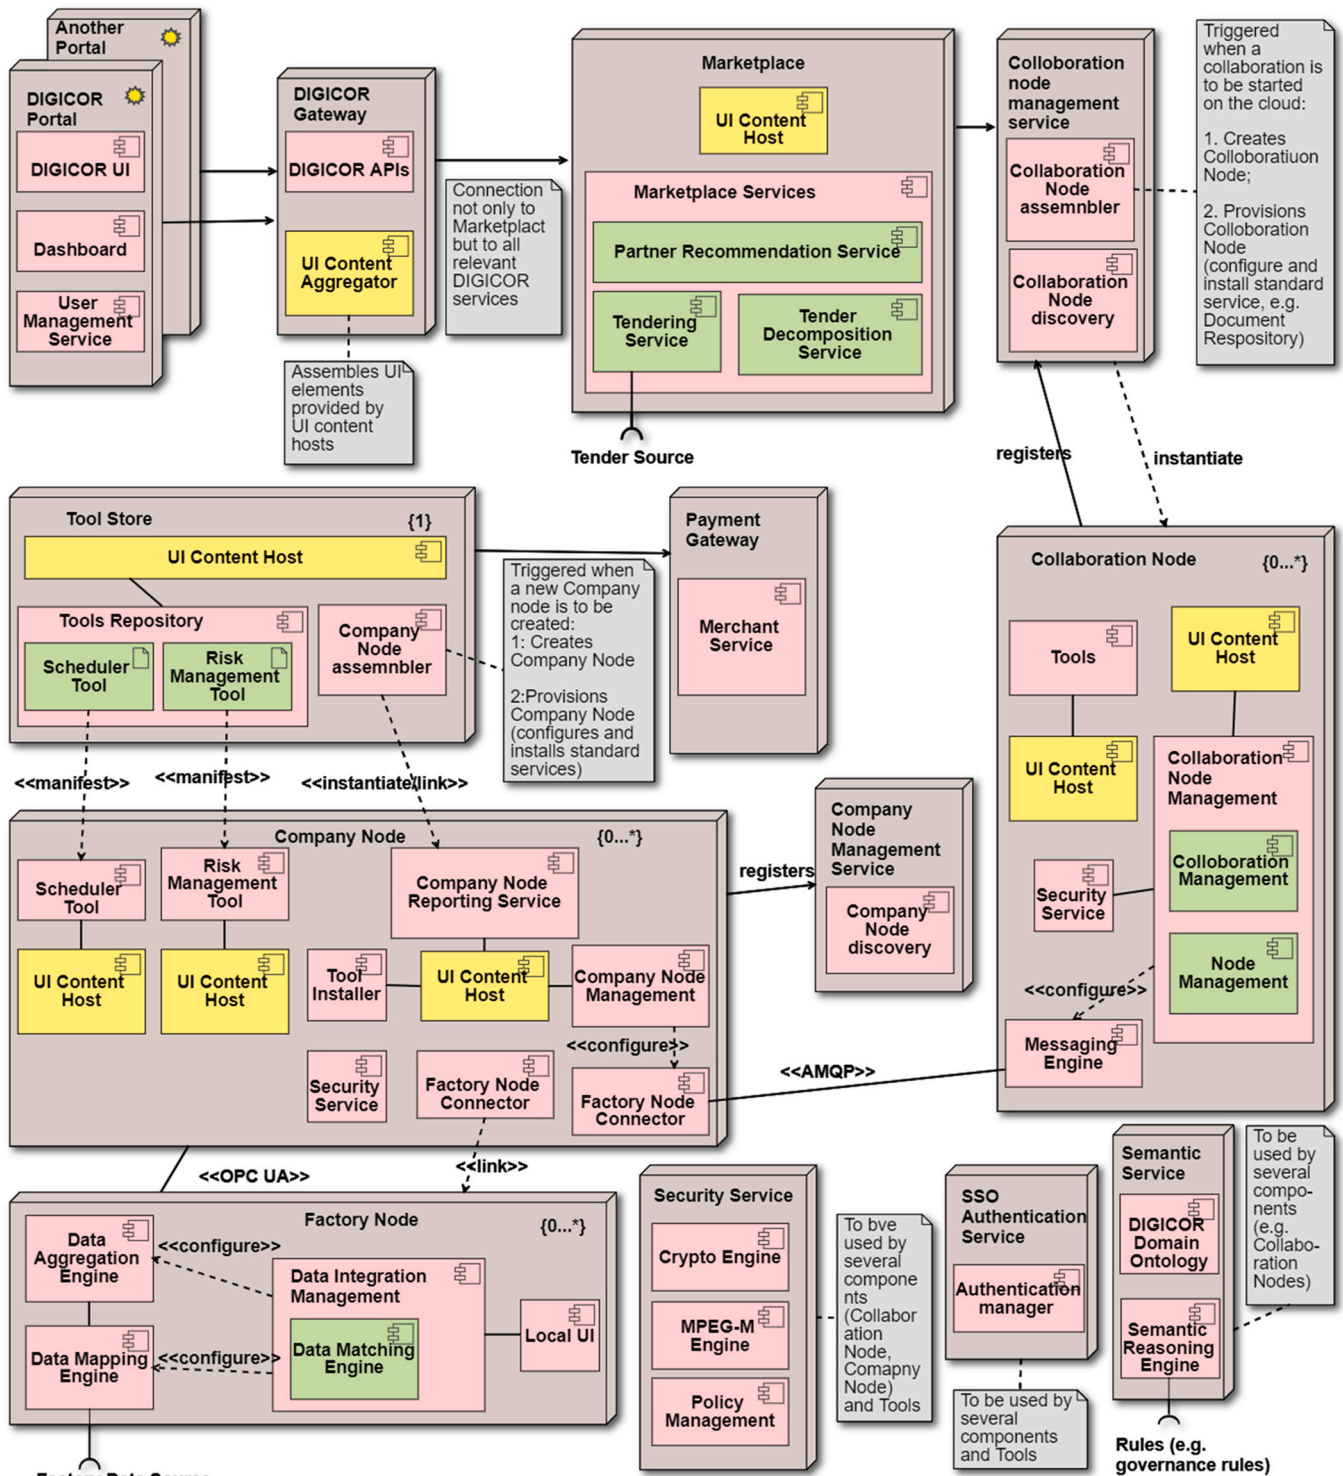 Another
Portal
DIGICOR
Portal
DIGICOR UI
Dashboard
User
Management
Service
DIGICOR
Gateway
DIGICOR APIs
UI Content
Aggregator
Assembles UI
elements
provided by
UI content
hosts
Connection
not only to
Marketplact
but to all
relevant
DIGICOR
services
Marketplace
UI Content
Host
Marketplace Services
Partner Recommendation Service
Tendering
Service
Tender
Decomposition
Service
Tender Source
Colloboration
node
management
service
Collaboration
Node
assemnbler
Collaboration
Node
discovery
Triggered
when a
collaboration is
to be started
on the cloud:
1. Creates
Colloboratiuon
Node;
2. Provisions
Colloboration
Node
(configure and
install standard
service, e.g.
Document
Respository)
registers
instantiate
Tool Store
{1}
UI Content Host
Tools Repository
Scheduler
Tool
Risk
Management
Tool
Company
Node
assemnbler
Triggered when
a new Company
node is to be
created:
1: Creates
Company Node
2:Provisions
Company Node
(configures and
installs standard
services)
Payment
Gateway
Merchant
Service
<<manifest>>
<<manifest>>
<<instantiate/link>>
Collaboration Node
{0...*}
Tools
UI Content
Host
UI Content
Host
Collaboration
Node
Management
Colloboration
Management
Node
Management
Security
Service
<<configure>>
Messaging
Engine
Company Node
{0...*}
Scheduler
Tool
Risk
Management
Tool
Company Node
Reporting Service
UI Content
Host
UI Content
Host
Tool
Installer
UI Content
Host
Company Node
Management
<<configure>>
Security
Service
Factory Node
Connector
Factory Node
Connector
registers
Company
Node
Management
Service
Company
Node
discovery
<<AMQP>>
<<OPC UA>>
<<link>>
Factory Node
{0...*}
Data
Aggregation
Engine
<<configure>>
Data Integration
Management
Data Matching
Engine
Data Mapping
Engine
<<configure>>
Local UI
Factory Data Source
Security Service
Crypto Engine
MPEG-M
Engine
Policy
Management
To bve
used by
several
compone
nts
(Collabor
ation
Node,
Comapny
Node)
and Tools
SSO
Authentication
Service
Authentication
manager
To be used by
several
components
and Tools
Semantic
Service
DIGICOR
Domain
Ontology
Semantic
Reasoning
Engine
Rules (e.g.
governance rules)
To be
used by
several
compo-
nents
(e.g.
Collabo-
ration
Nodes)